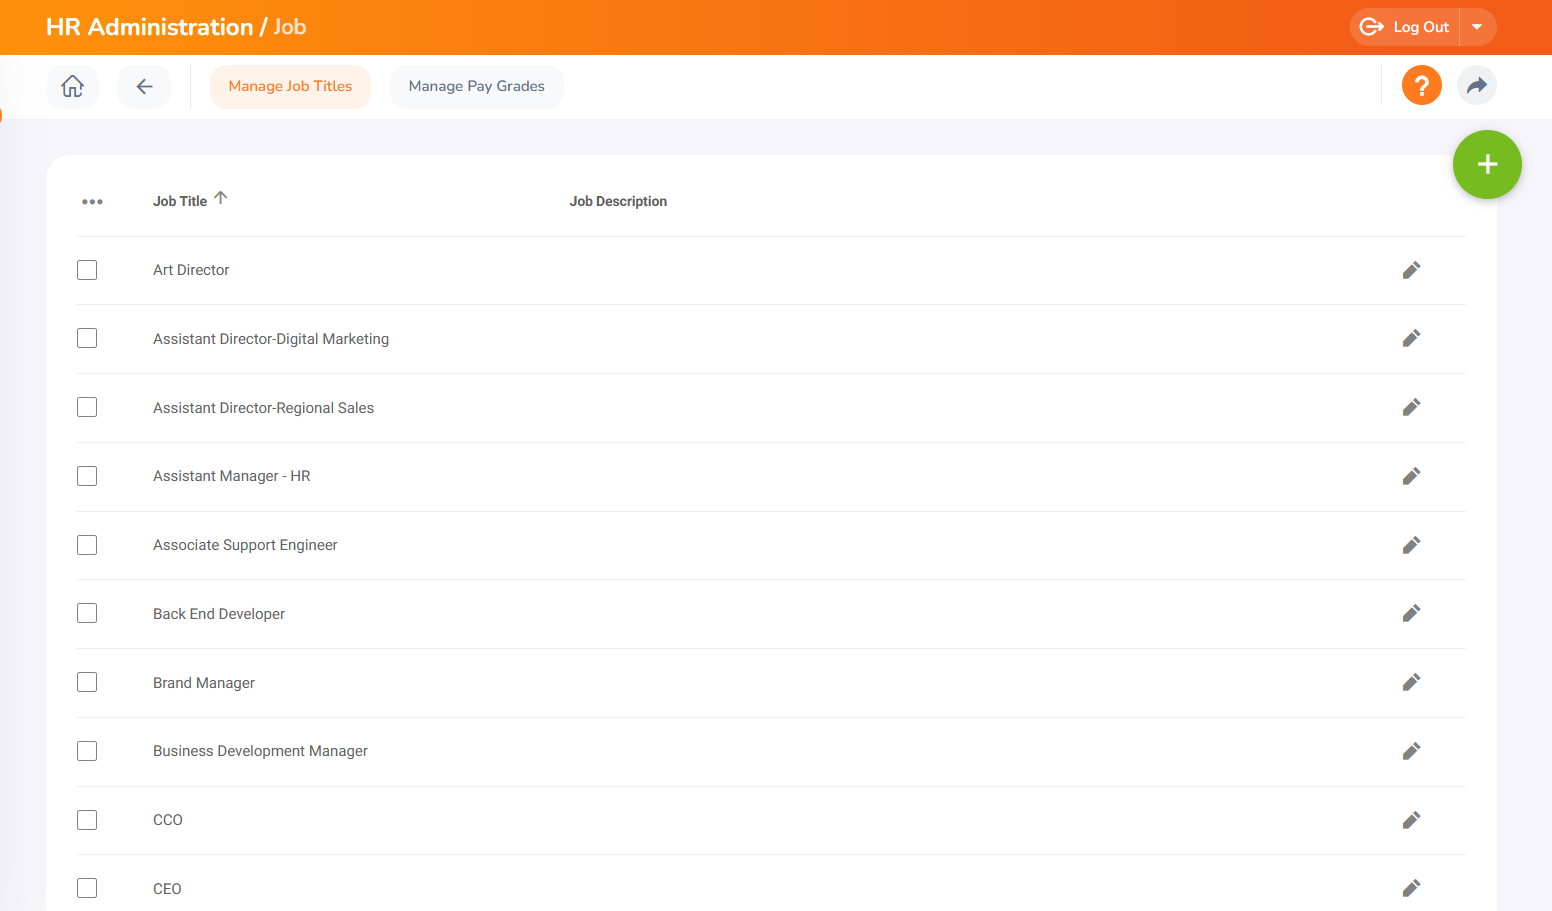 HR Administration / Job
Log Out
Manage Job Titles
Manage Pay Grades
?
Job Title
Job Description
Art Director
Assistant Director-Digital Marketing
Assistant Director-Regional Sales
Assistant Manager - HR
Associate Support Engineer
Back End Developer
Brand Manager
Business Development Manager
CCO
CEO